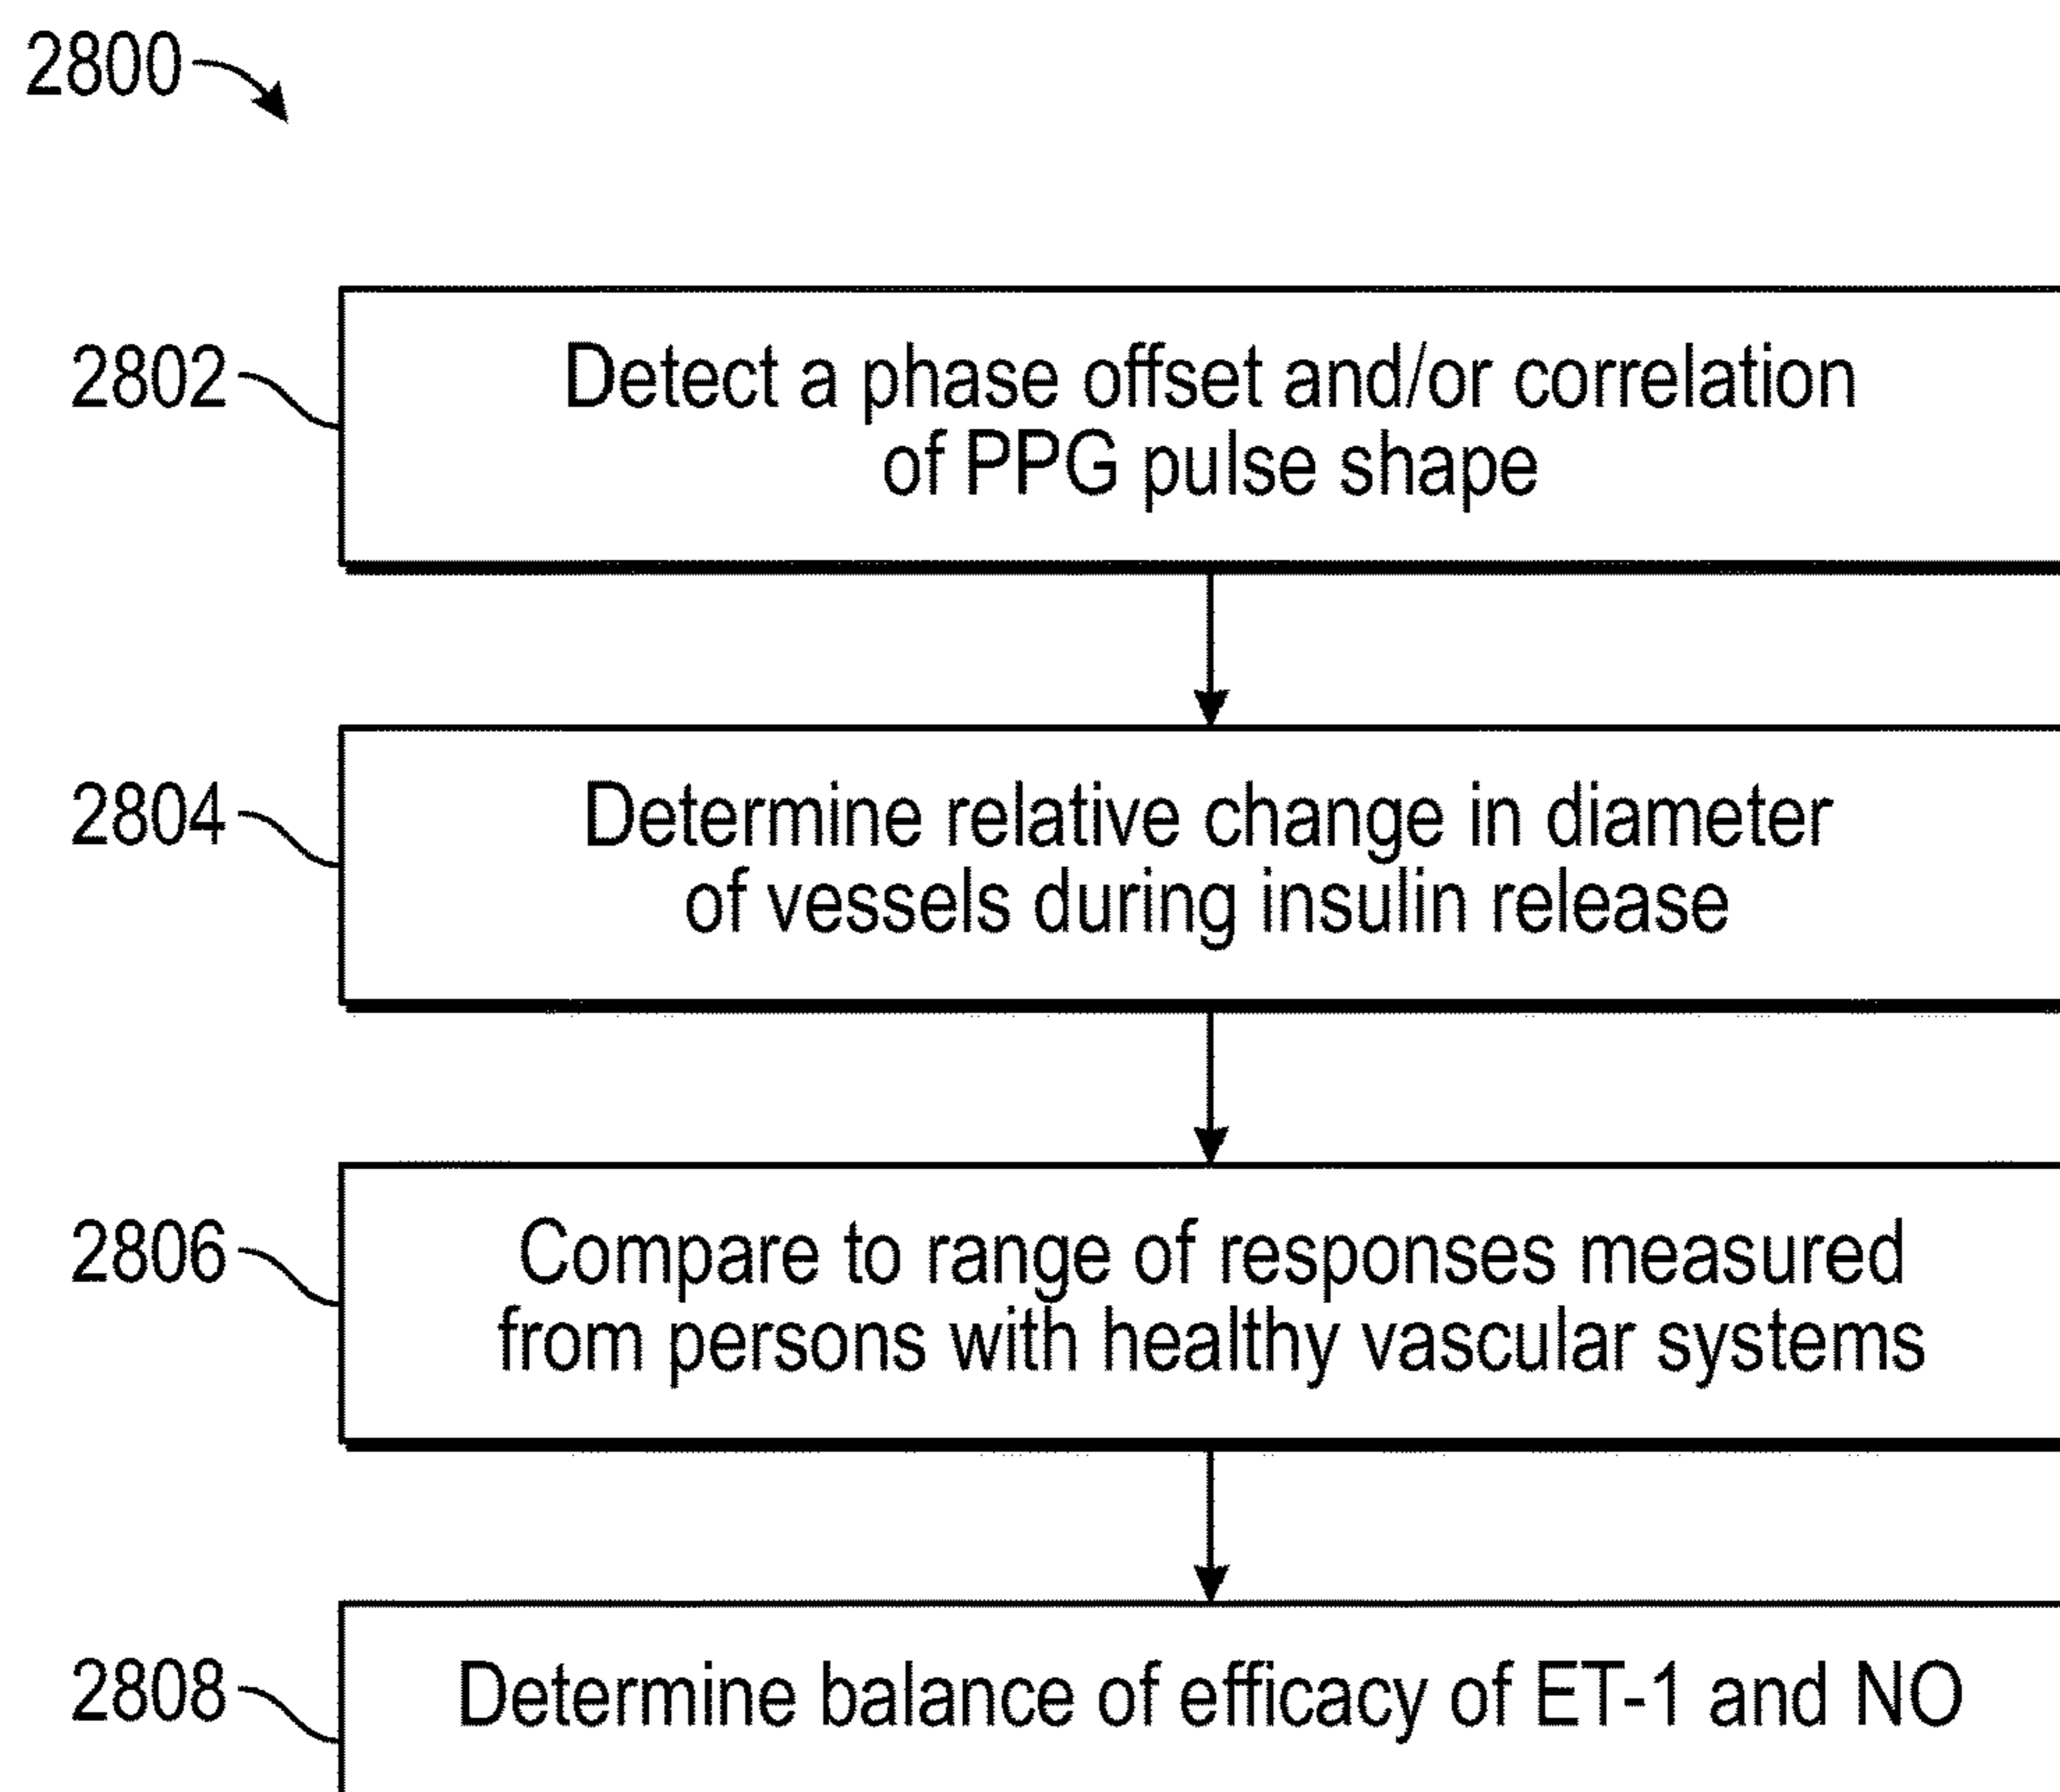 2800
2802
Detect a phase offset and/or correlation
of PPG pulse shape
2804
Determine relative change in diameter
of vessels during insulin release
2806
Compare to range of responses measured
from persons with healthy vascular systems
2808
Determine balance of efficacy of ET-1 and NO